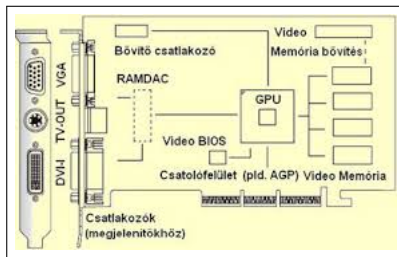 VGA
TV-OUT
DVI-I
Bővítő csatlakozó
Video
Memória bővítés
RAMDAC
GPU
Video BIOS
Csatolófelület (pld. AGP)
Video Memória
Csatlakozók
(megjelenítőkhöz)